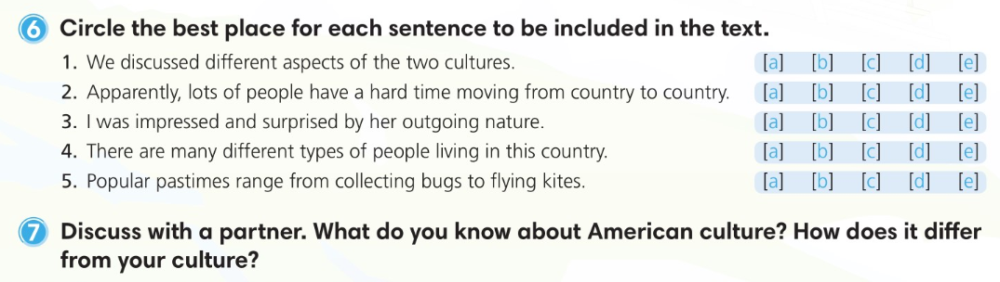 6 Circle the best place for each sentence to be included in the text.
1. We discussed different aspects of the two cultures. [a] [b] [c] [d] [e]
2. Apparently, lots of people have a hard time moving from country to country. [a] [b] [c] [d] [e]
3. I was impressed and surprised by her outgoing nature. [a] [b] [c] [d] [e]
4. There are many different types of people living in this country. [a] [b] [c] [d] [e]
5. Popular pastimes range from collecting bugs to flying kites. [a] [b] [c] [d] [e]
7 Discuss with a partner. What do you know about American culture? How does it differ
from your culture?